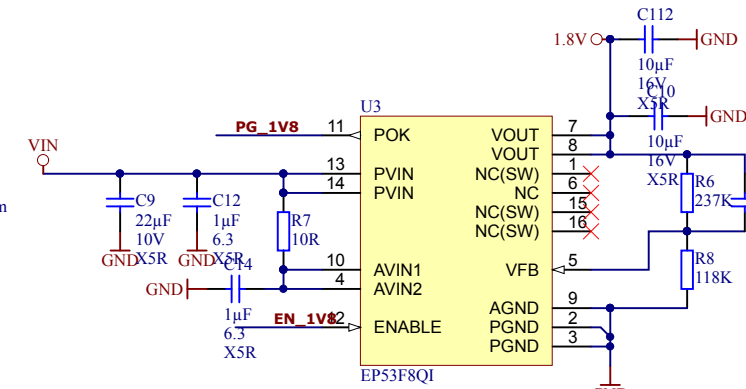 C112
1.8V
GND
10µF
16V
X5R
C10
GND
10µF
16V
X5R
U3
PG_1V8
11
POK
VOUT
7
VOUT
8
VIN
13
PVIN
NC(SW)
1
14
PVIN
NC
6
NC(SW)
15
NC(SW)
16
R6
237K
m
C9
22µF
10V
X5R
GND
C12
1µF
6.3
X5R
GND
R7
10R
10
AVIN1
VFB
5
R8
118K
C14
GND
4
AVIN2
1µF
6.3
X5R
AGND
9
EN_1V8
12
ENABLE
PGND
2
PGND
3
EP53F8QI
GND